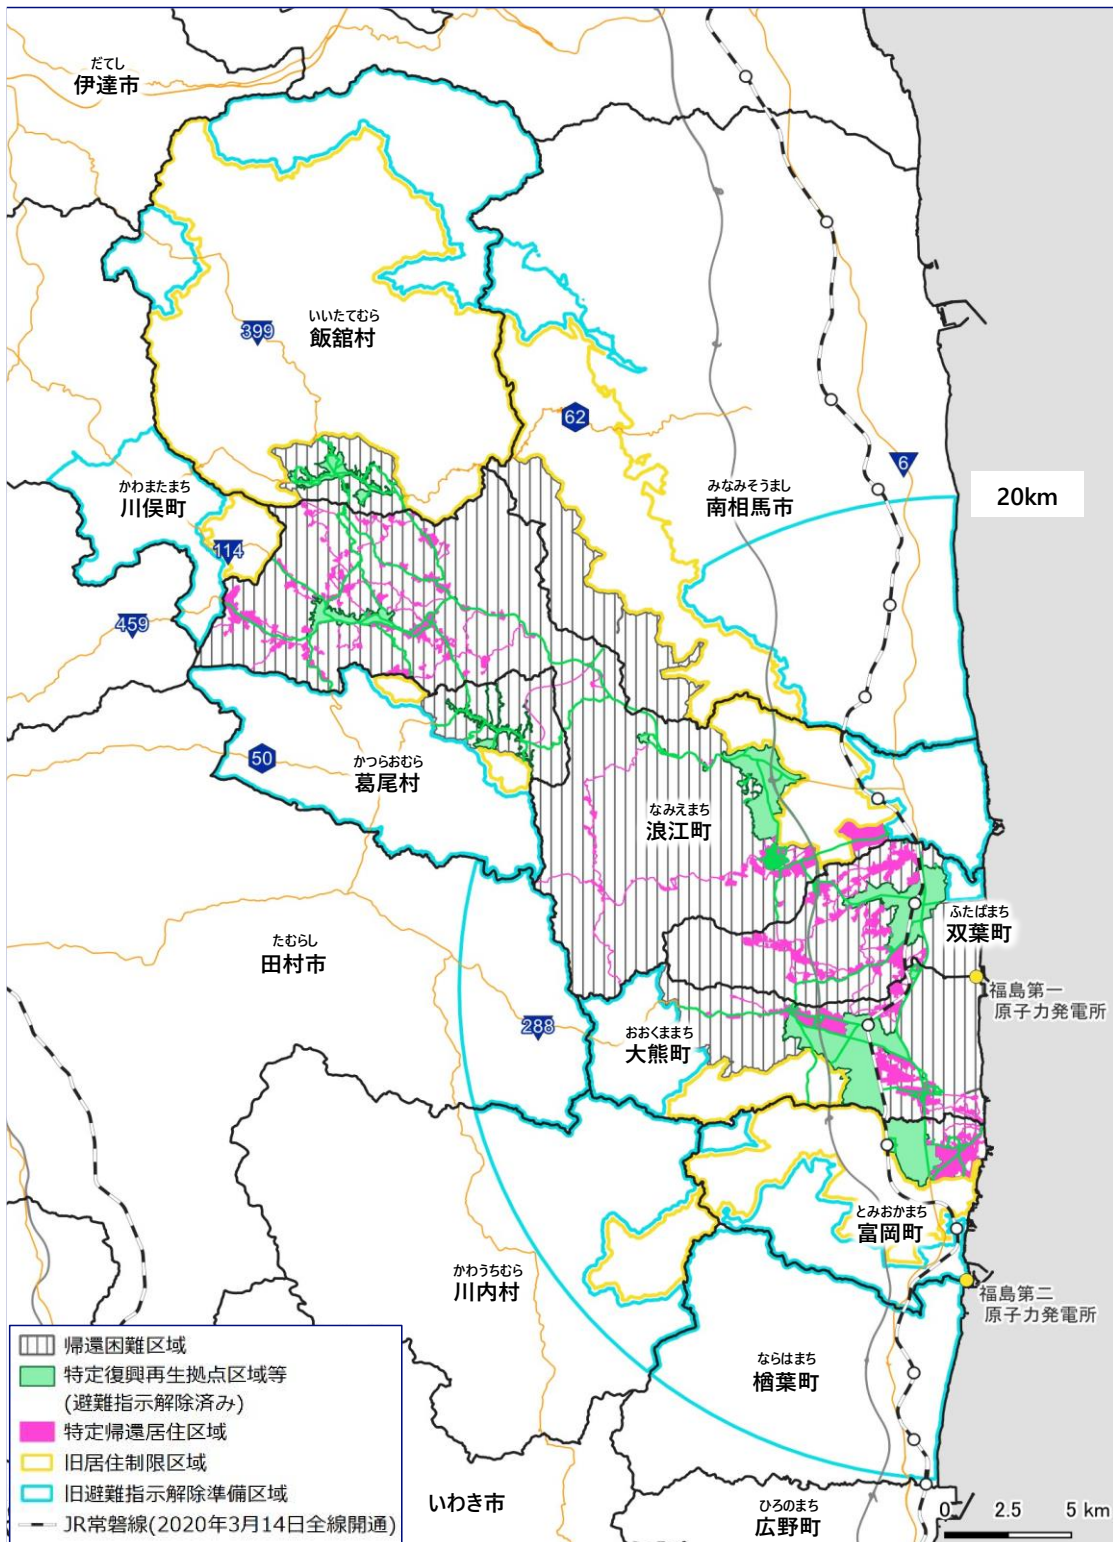 だてし
伊達市
いいたてむら
飯舘村
399
62
6
かわまたまち
川俣町
みなみそうまし
南相馬市
20km
114
459
かつらおむら
葛尾村
50
なみえまち
浪江町
ふたばまち
双葉町
たむらし
田村市
福島第一
原子力発電所
288
おおくままち
大熊町
とみおかまち
富岡町
かわうちむら
川内村
福島第二
原子力発電所
ならはまち
楢葉町
帰還困難区域
特定復興再生拠点区域等
(避難指示解除済み)
特定帰還居住区域
旧居住制限区域
旧避難指示解除準備区域
JR常磐線(2020年3月14日全線開通)
いわき市
ひろのまち
広野町
0 2.5 5 km